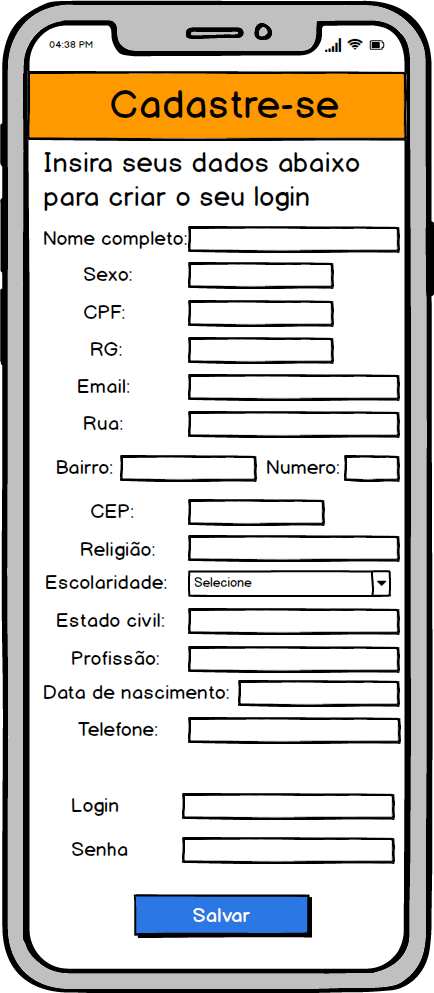 04:38 PM
Cadastre-se
Insira seus dados abaixo
para criar o seu login
Nome completo:
Sexo:
CPF:
RG:
Email:
Rua:
Bairro: Numero:
CEP:
Religião:
Escolaridade: Selecione
Estado civil:
Profissão:
Data de nascimento:
Telefone:
Login
Senha
Salvar